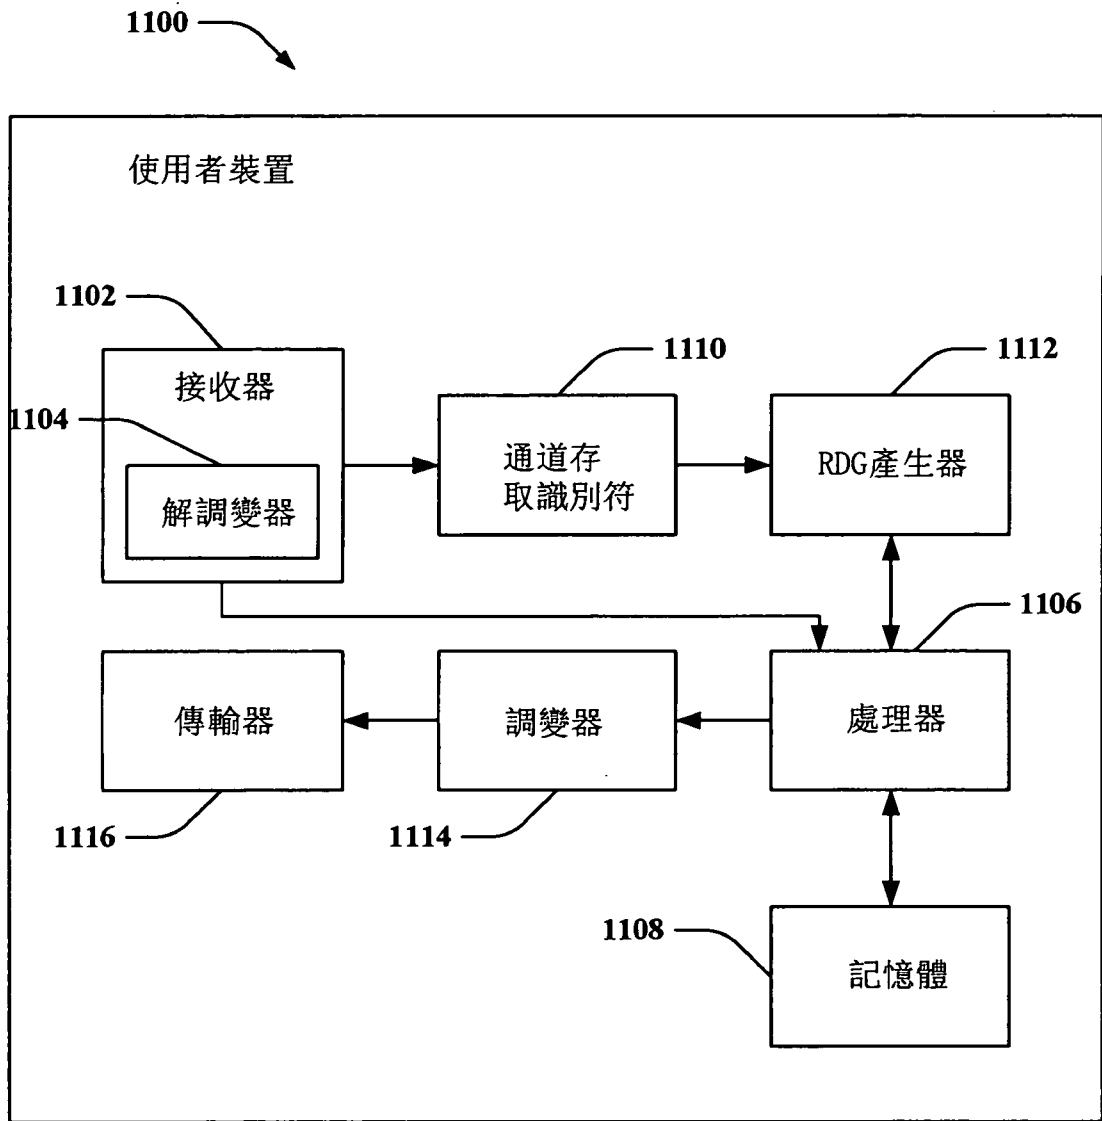 1100
使用者裝置
1102
接收器
1104
解調變器
1110
通道存
取識別符
1112
RDG產生器
1106
傳輸器
調變器
處理器
1116
1114
1108
記憶體